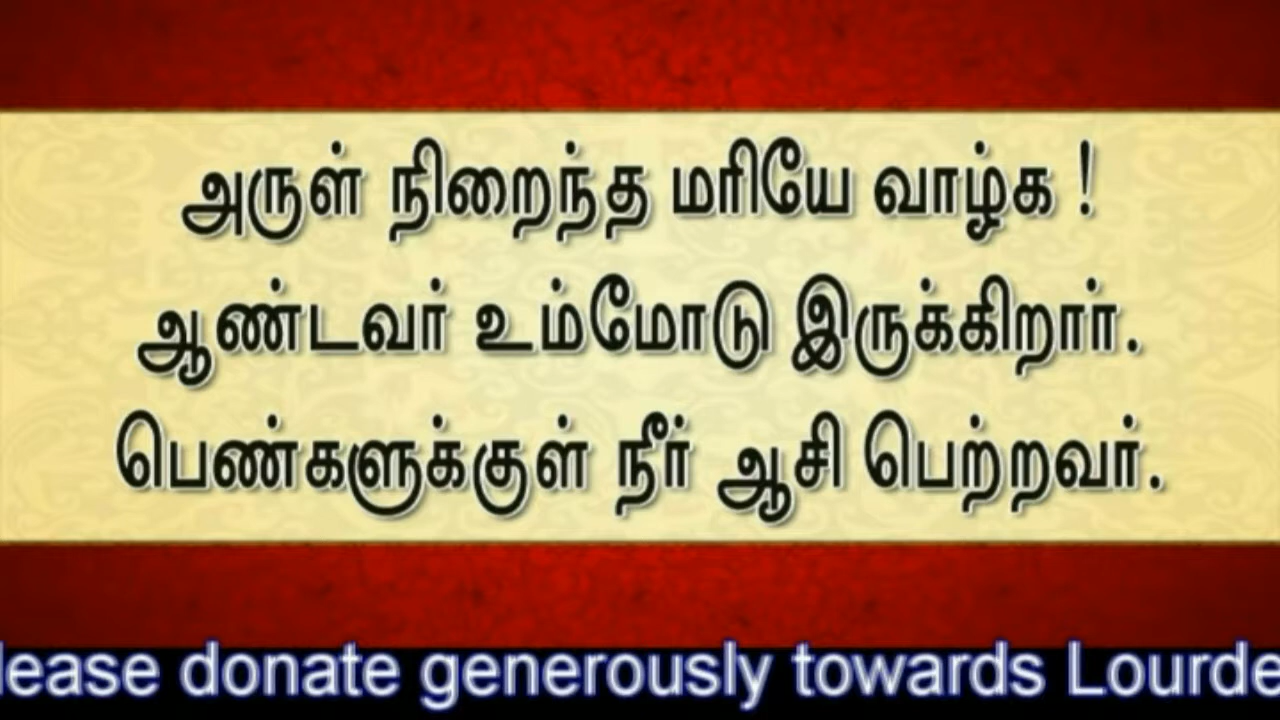 அருள் நிறைந்த மரியே வாழ்க !
ஆண்டவர் உம்மோடு இருக்கிறார்.
பெண்களுக்குள் நீர் ஆசி பெற்றவர்.
lease donate generously towards Lourde